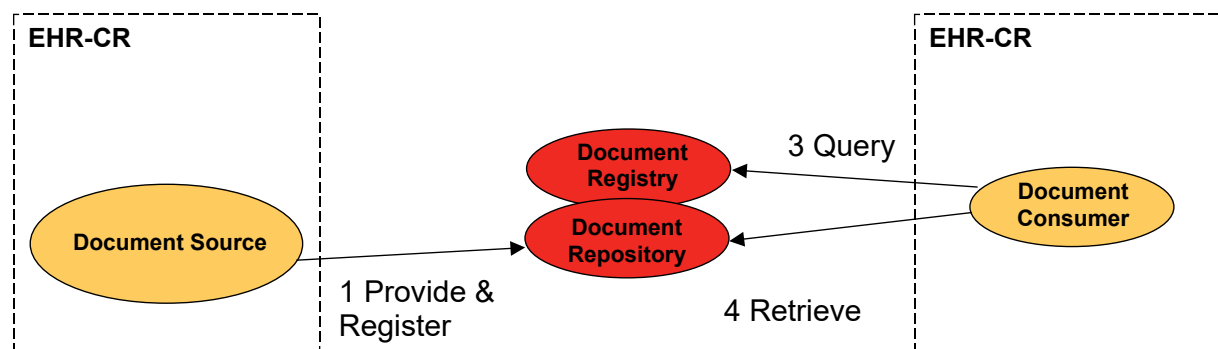 EHR-CR
EHR-CR
Document
Registry
3 Query
Document
Consumer
Document Source
Document
Repository
1 Provide &
Register
4 Retrieve